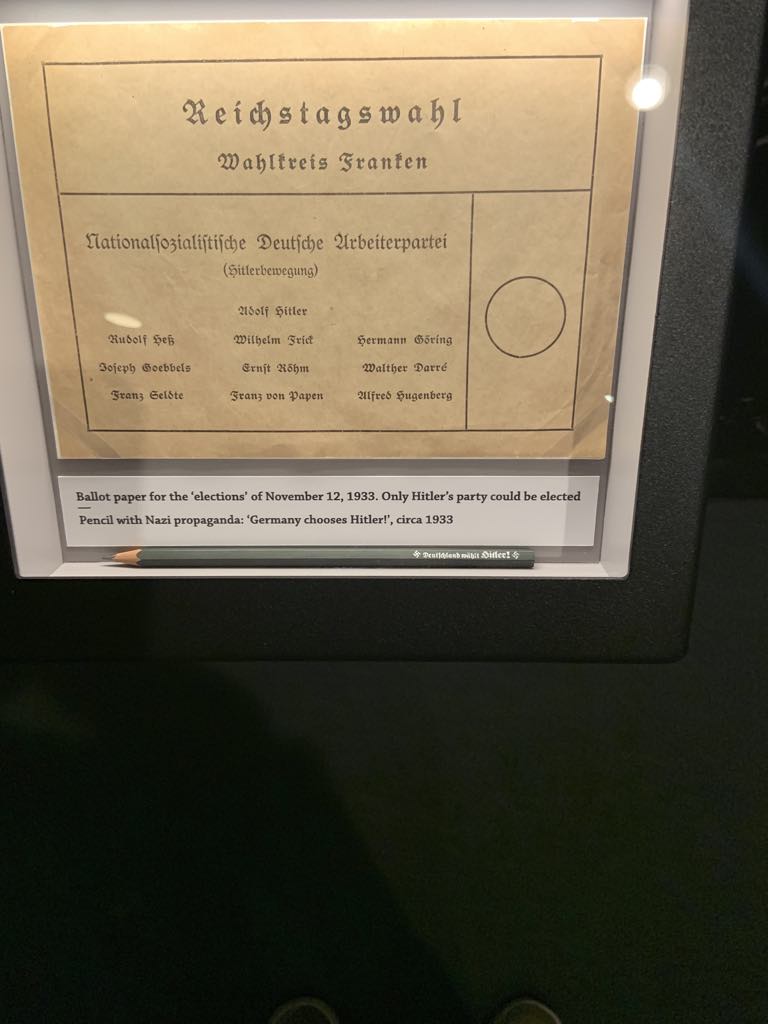 Reichstagswahl
Wahlkreis Franken
Nationalsozialistische Deutsche Arbeiterpartei
(Hitlerbewegung)
Adolf Hitler
Rudolf Heß Wilhelm Frick Hermann Göring
Joseph Goebbels Ernst Röhm Walther Darré
Franz Seldte Franz von Papen Alfred Hugenberg
Ballot paper for the ‘elections’ of November 12, 1933. Only Hitler’s party could be elected
Pencil with Nazi propaganda: ‘Germany chooses Hitler!’, circa 1933
Deutschland wählt Hitler!